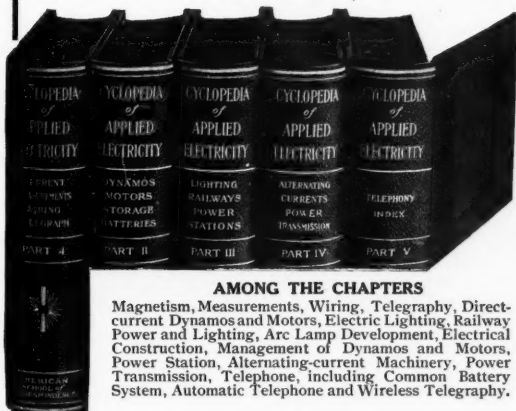 CYCLOPEDIA
of
APPLIED
ELECTRICITY
PART
AMERICAN
SCHOOL of
CORRESPONDENCE
CYCLOPEDIA
of
APPLIED
ELECTRICITY
DYNAMOS
MOTORS
STORAGE
BATTERIES
PART II
CYCLOPEDIA
of
APPLIED
ELECTRICITY
LIGHTING
RAILWAYS
POWER
STATIONS
PART III
CYCLOPEDIA
of
APPLIED
ELECTRICITY
ALTERNATING
CURRENTS
POWER
TRANSMISSION
PART IV
CYCLOPEDIA
of
APPLIED
ELECTRICITY
TELEPHONY
INDEX
PART V
AMONG THE CHAPTERS
Magnetism, Measurements, Wiring, Telegraphy, Direct-
current Dynamos and Motors, Electric Lighting, Railway
Power and Lighting, Arc Lamp Development, Electrical
Construction, Management of Dynamos and Motors,
Power Station, Alternating-current Machinery, Power
Transmission, Telephone, including Common Battery
System, Automatic Telephone and Wireless Telegraphy.